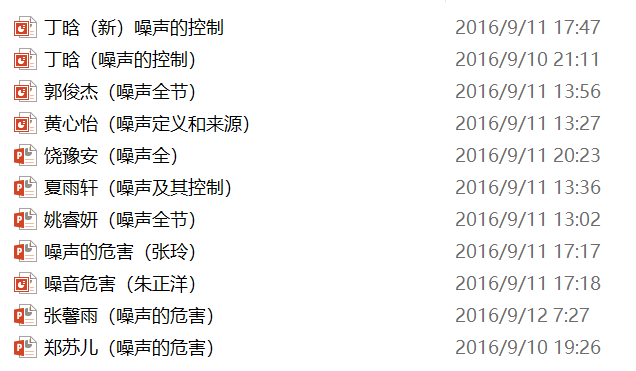 丁晗（新）噪声的控制 2016/9/11 17:47
丁晗（噪声的控制） 2016/9/10 21:11
郭俊杰（噪声全节） 2016/9/11 13:56
黄心怡（噪声定义和来源） 2016/9/11 13:27
饶豫安（噪声全） 2016/9/11 20:23
夏雨轩（噪声及其控制） 2016/9/11 13:36
姚睿妍（噪声全节） 2016/9/11 13:02
噪声的危害（张玲） 2016/9/11 17:17
噪音危害（朱正洋） 2016/9/11 17:18
张馨雨（噪声的危害） 2016/9/12 7:27
郑苏儿（噪声的危害） 2016/9/10 19:26